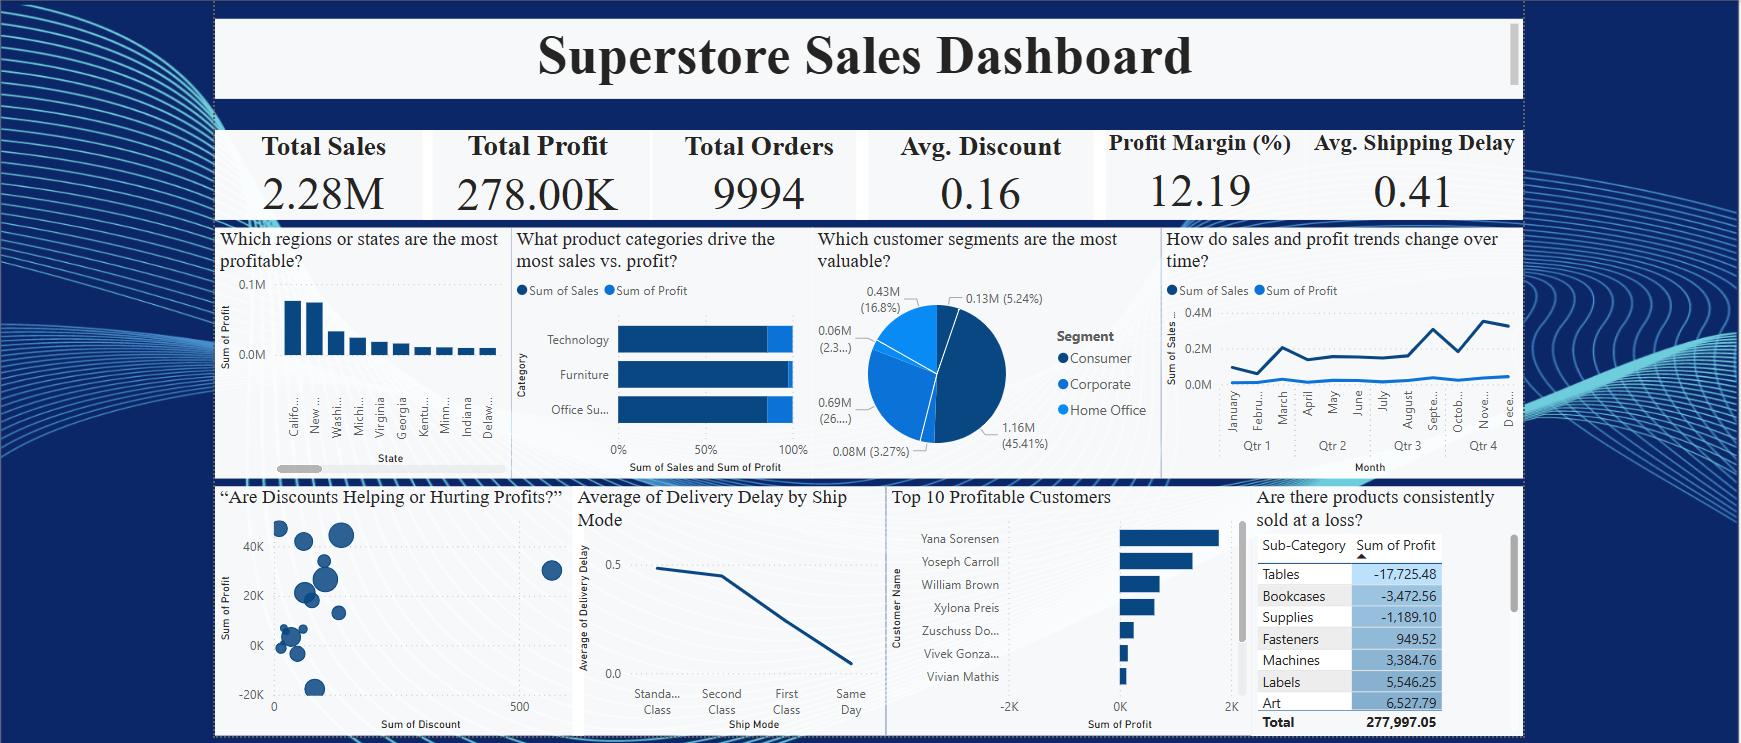 Superstore Sales Dashboard
Total Sales
2.28M
Total Profit
278.00K
Total Orders
9994
Avg. Discount
0.16
Profit Margin (%)
12.19
Avg. Shipping Delay
0.41
Which regions or states are the most
profitable?
0.1M
0.0M
Sum of Profit
Califo...
New ...
Washi...
Michi...
Virginia
Georgia
Kentu...
Minn...
Indiana
Delaw...
State
What product categories drive the
most sales vs. profit?
Sum of Sales Sum of Profit
Category
Technology
Furniture
Office Su...
0% 50% 100%
Sum of Sales and Sum of Profit
Which customer segments are the most
valuable?
0.43M
(16.8%)
0.13M (5.24%)
0.06M
(2.3...)
0.69M
(26....)
0.08M (3.27%)
1.16M
(45.41%)
Segment
Consumer
Corporate
Home Office
How do sales and profit trends change over
time?
Sum of Sales Sum of Profit
Sum of Sales ...
0.4M
0.2M
0.0M
January
Febru...
March
April
May
June
July
August
Septe...
Octob...
Nove...
Dece...
Qtr 1 Qtr 2 Qtr 3 Qtr 4
Month
“Are Discounts Helping or Hurting Profits?”
Sum of Profit
40K
20K
0K
-20K
0 500
Sum of Discount
Average of Delivery Delay by Ship
Mode
Average of Delivery Delay
0.5
0.0
Standa...
Class
Second
Class
First
Class
Same
Day
Ship Mode
Top 10 Profitable Customers
Customer Name
Yana Sorensen
Yoseph Carroll
William Brown
Xylona Preis
Zuschuss Do...
Vivek Gonza...
Vivian Mathis
-2K 0K 2K
Sum of Profit
Are there products consistently
sold at a loss?
Sub-Category Sum of Profit
Tables -17,725.48
Bookcases -3,472.56
Supplies -1,189.10
Fasteners 949.52
Machines 3,384.76
Labels 5,546.25
Art 6,527.79
Total 277,997.05